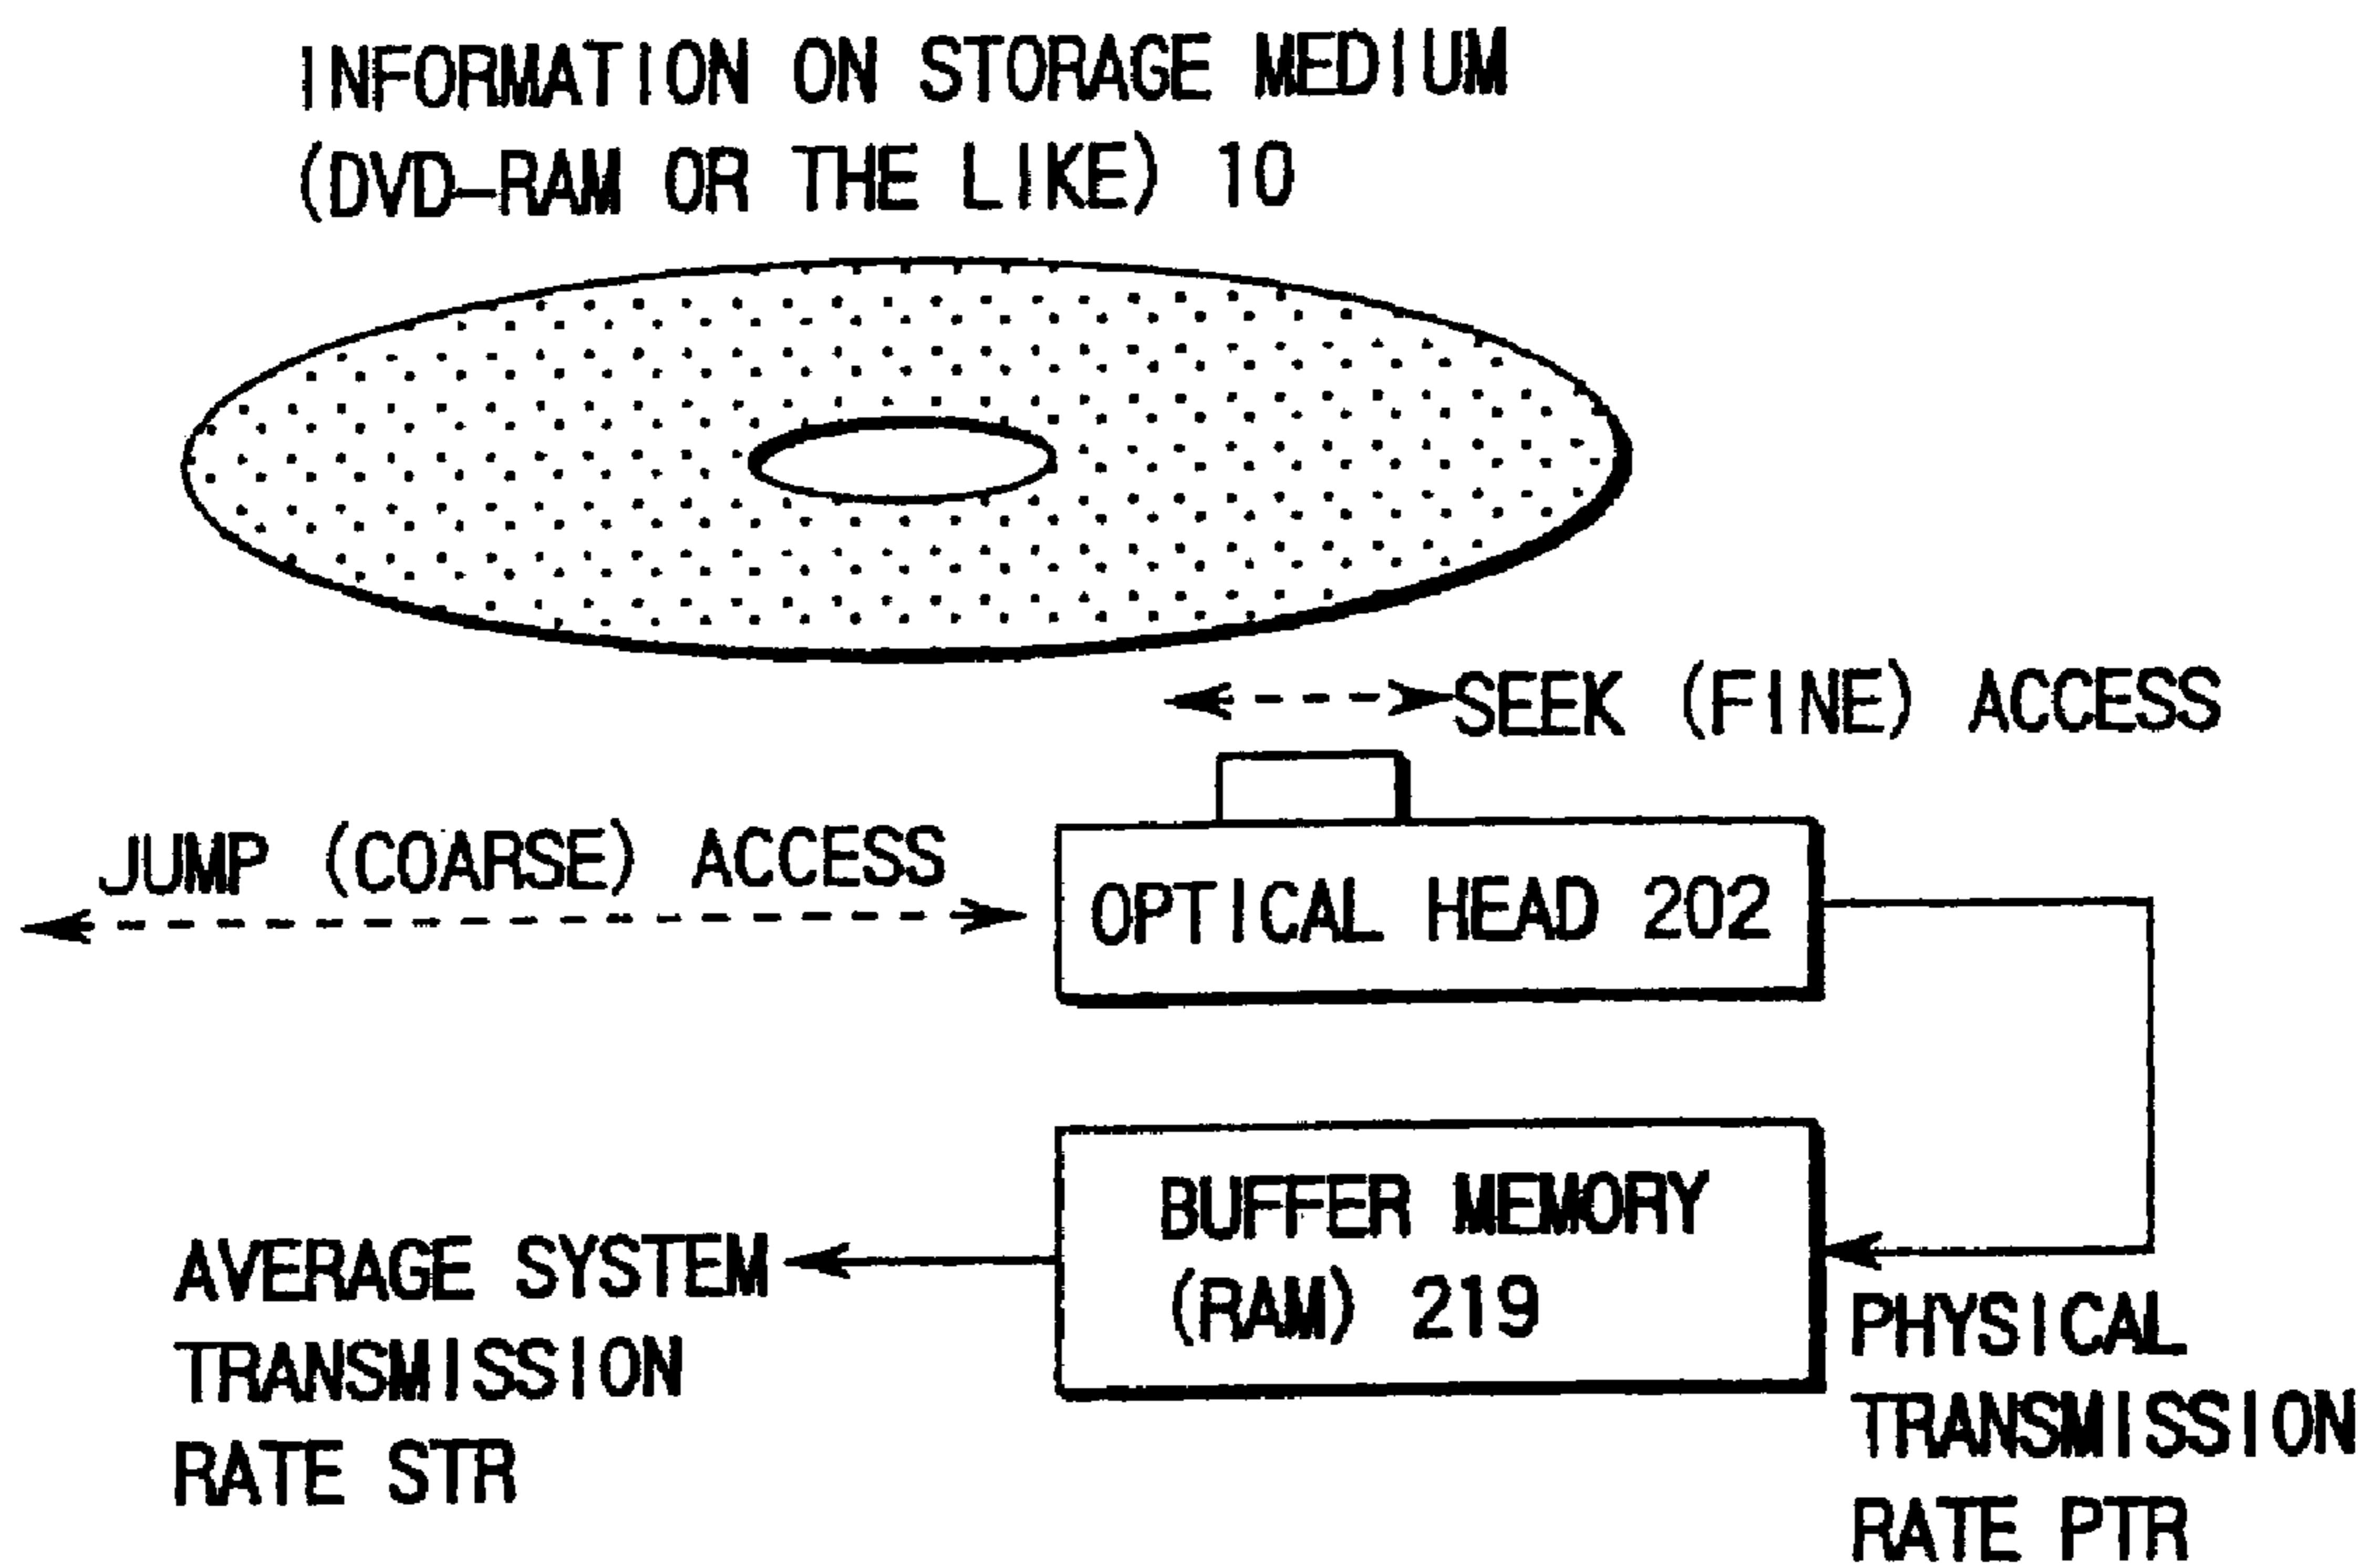 INFORMATION ON STORAGE MEDIUM
(DVD-RAM OR THE LIKE) 10
SEEK (FINE) ACCESS
JUMP (COARSE) ACCESS
OPTICAL HEAD 202
BUFFER MEMORY
(RAM) 219
AVERAGE SYSTEM
TRANSMISSION
RATE STR
PHYSICAL
TRANSMISSION
RATE PTR